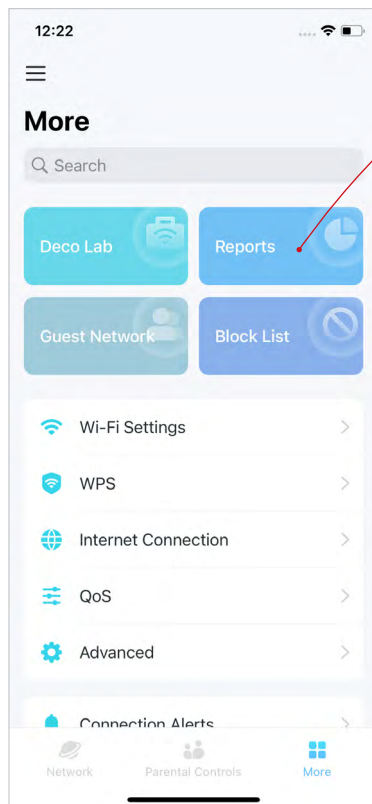 12:22
More
Search
Deco Lab
Reports
Guest Network
Block List
Wi-Fi Settings
WPS
Internet Connection
QoS
Advanced
Connection Alerts
Network
Parental Controls
More